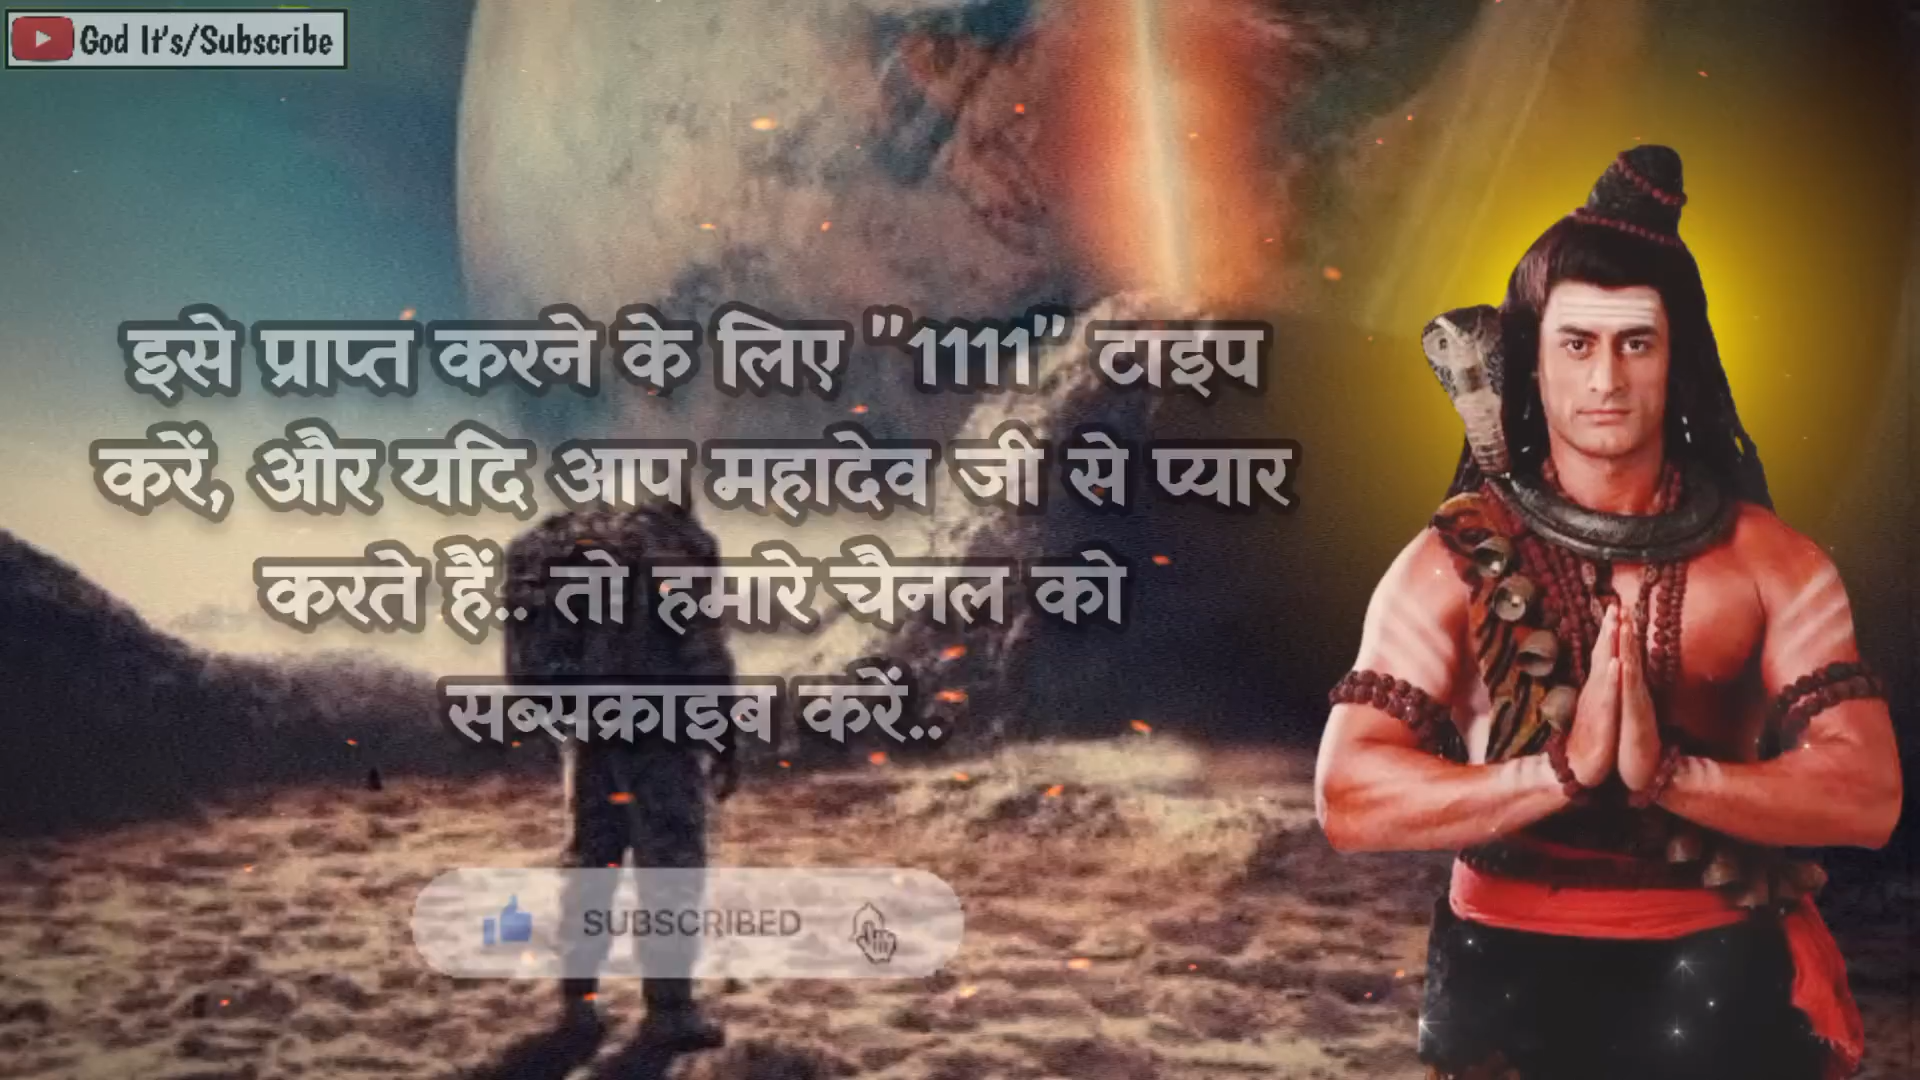 God It's/Subscribe
इसे प्राप्त करने के लिए "1111" टाइप
करें, और यदि आप महादेव जी से प्यार
करते हैं.. तो हमारे चैनल को
सब्सक्राइब करें..
SUBSCRIBED